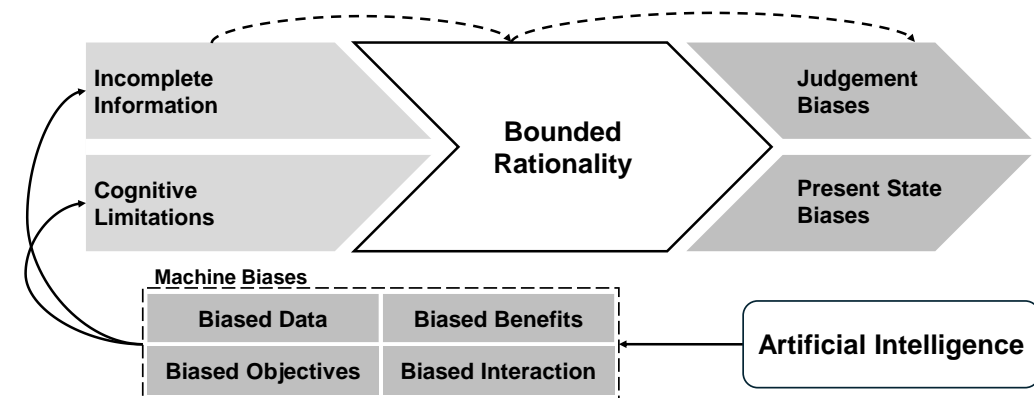 Incomplete
Information
Bounded
Rationality
Judgement
Biases
Cognitive
Limitations
Present State
Biases
Machine Biases
Biased Data
Biased Benefits
Biased Objectives
Biased Interaction
Artificial Intelligence